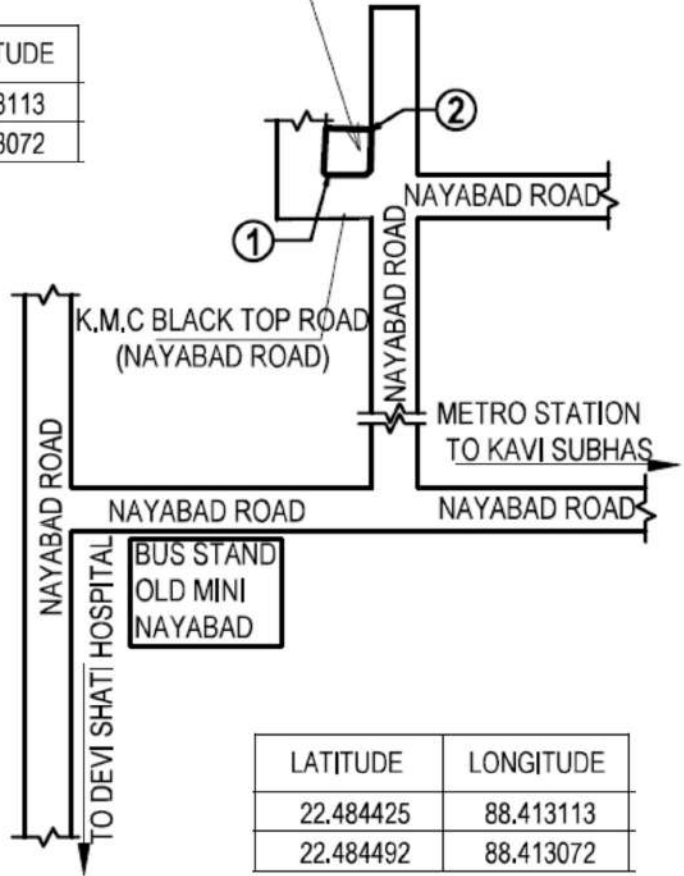 TUDE
3113
3072
2
NAYABAD ROAD
1
NAYABAD ROAD
K.M.C BLACK TOP ROAD
(NAYABAD ROAD)
METRO STATION
TO KAVI SUBHAS
NAYABAD ROAD
NAYABAD ROAD
NAYABAD ROAD
BUS STAND
OLD MINI
NAYABAD
TO DEVI SHATI HOSPITAL
LATITUDE LONGITUDE
22.484425 88.413113
22.484492 88.413072